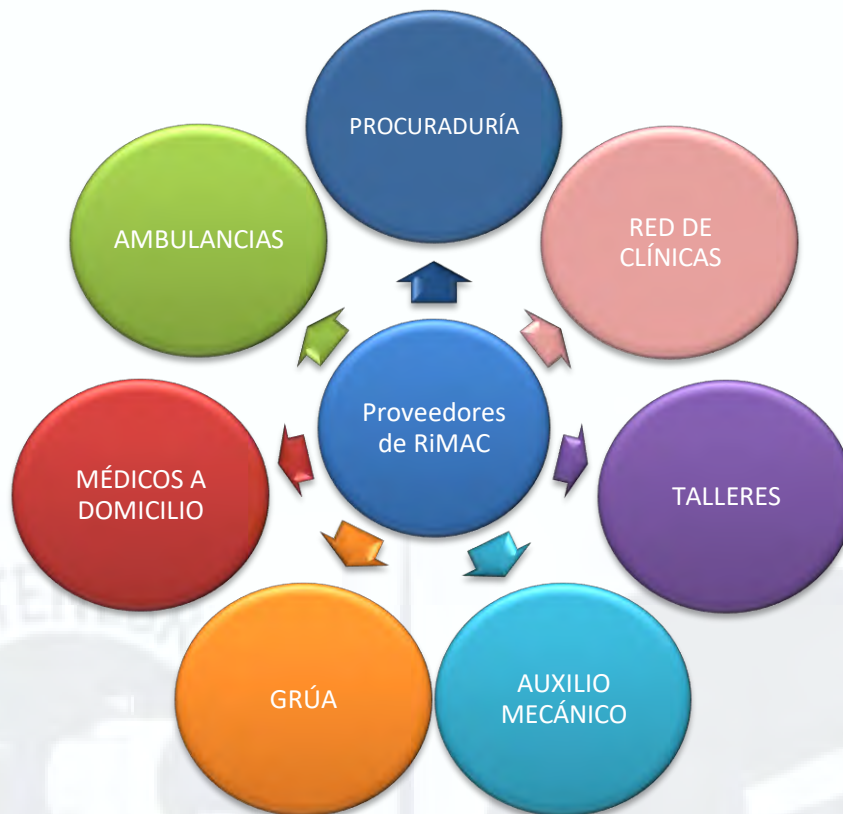 PROCURADURÍA
RED DE
CLÍNICAS
TALLERES
AUXILIO
MECÁNICO
GRÚA
MÉDICOS A
DOMICILIO
AMBULANCIAS
Proveedores
de RiMAC